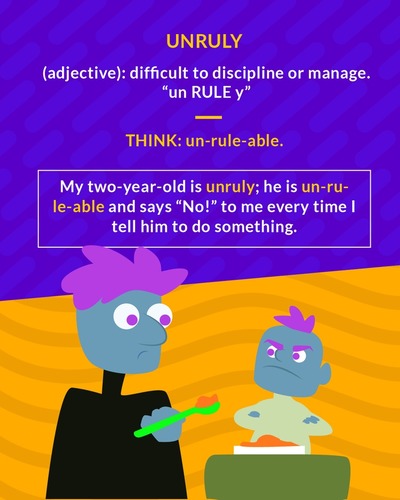 UNRULY
(adjective): difficult to discipline or manage.
“un RULE y”
THINK: un-rule-able.
My two-year-old is unruly; he is un-ru-
le-able and says “No!” to me every time I
tell him to do something.